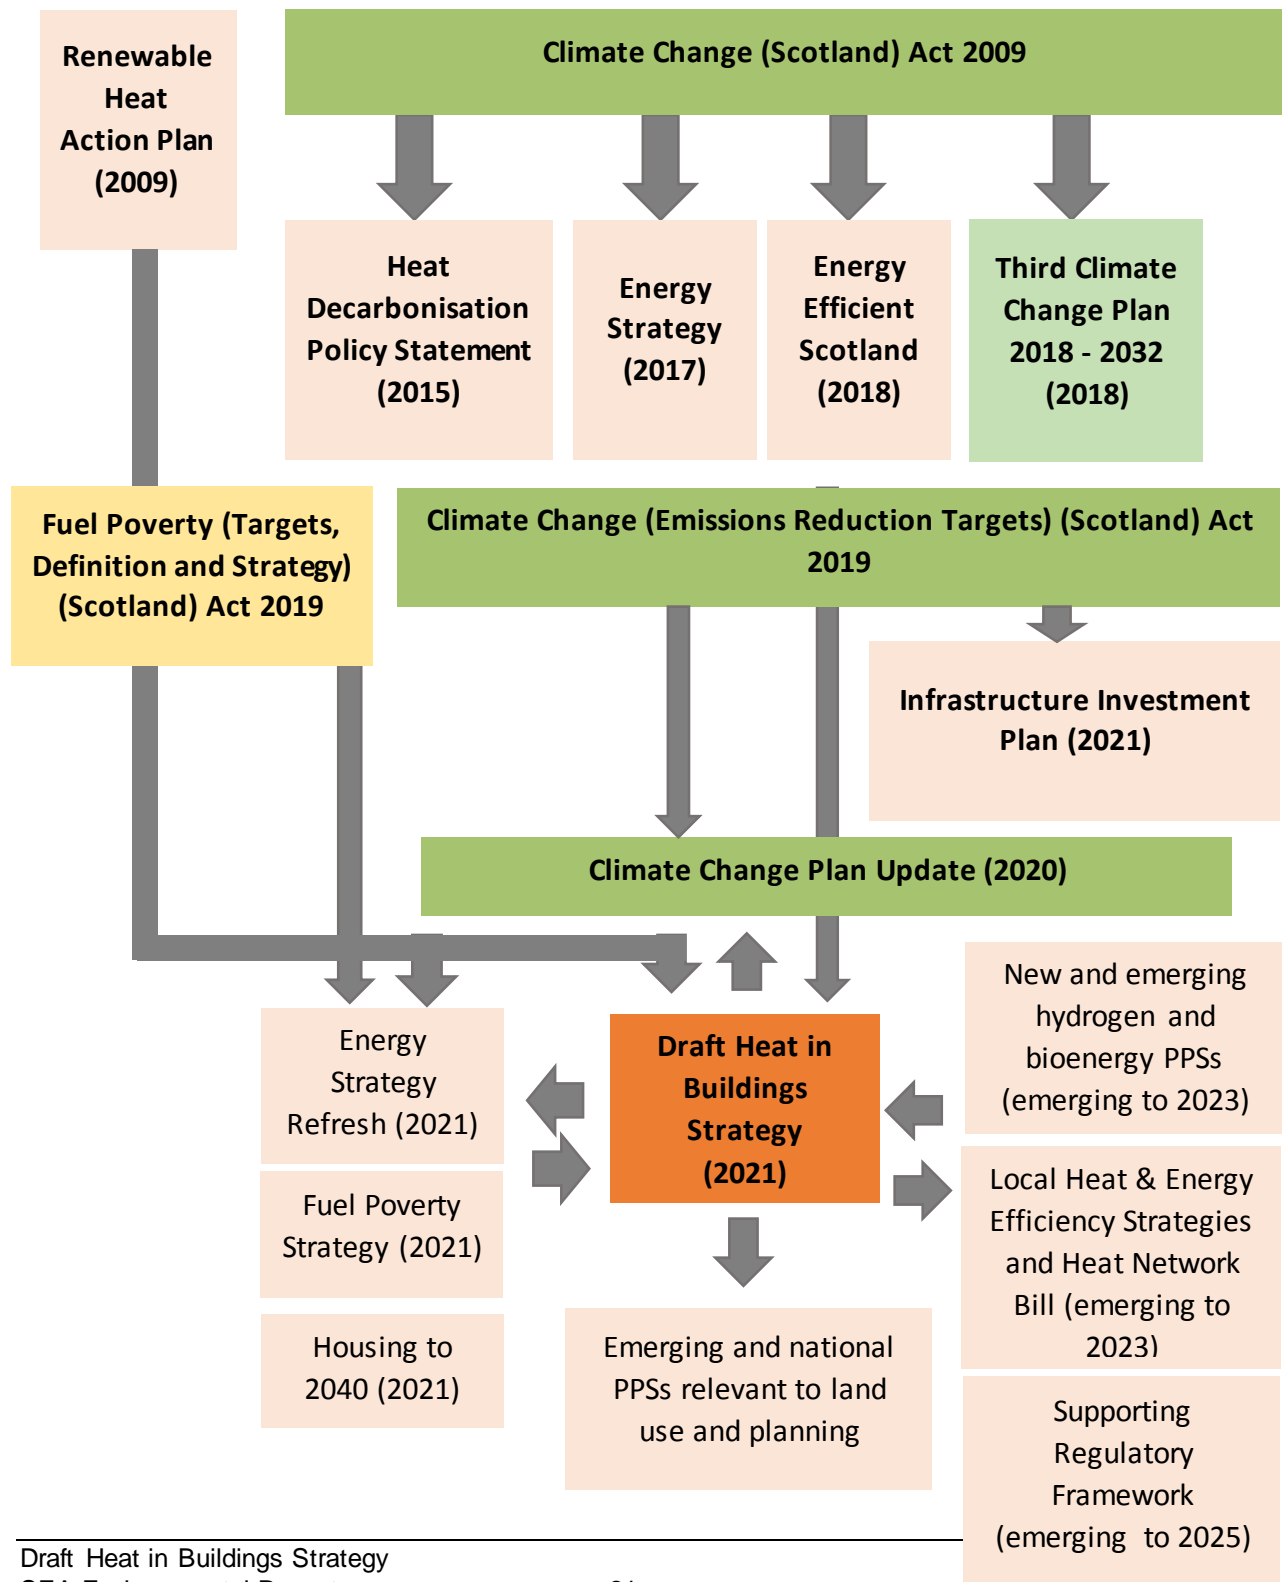 Renewable
Heat
Action Plan
(2009)
Climate Change (Scotland) Act 2009
Heat
Decarbonisation
Policy Statement
(2015)
Energy
Strategy
(2017)
Energy
Efficient
Scotland
(2018)
Third Climate
Change Plan
2018 - 2032
(2018)
Fuel Poverty (Targets,
Definition and Strategy)
(Scotland) Act 2019
Climate Change (Emissions Reduction Targets) (Scotland) Act
2019
Infrastructure Investment
Plan (2021)
Climate Change Plan Update (2020)
Energy
Strategy
Refresh (2021)
Fuel Poverty
Strategy (2021)
Housing to
2040 (2021)
Draft Heat in
Buildings
Strategy
(2021)
Emerging and national
PPSs relevant to land
use and planning
New and emerging
hydrogen and
bioenergy PPSs
(emerging to 2023)
Local Heat & Energy
Efficiency Strategies
and Heat Network
Bill (emerging to
2023)
Supporting
Regulatory
Framework
(emerging to 2025)
Draft Heat in Buildings Strategy